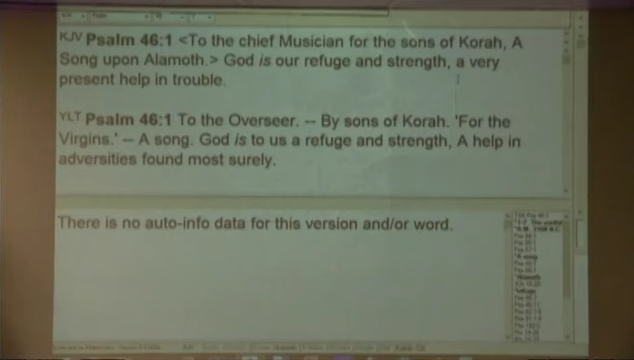 KJV Psalm 46:1 <To the chief Musician for the sons of Korah, A
Song upon Alamoth.> God is our refuge and strength, a very
present help in trouble.
YLT Psalm 46:1 To the Overseer. -- By sons of Korah. 'For the
Virgins.' -- A song. God is to us a refuge and strength, A help in
adversities found most surely.
There is no auto-info data for this version and/or word.